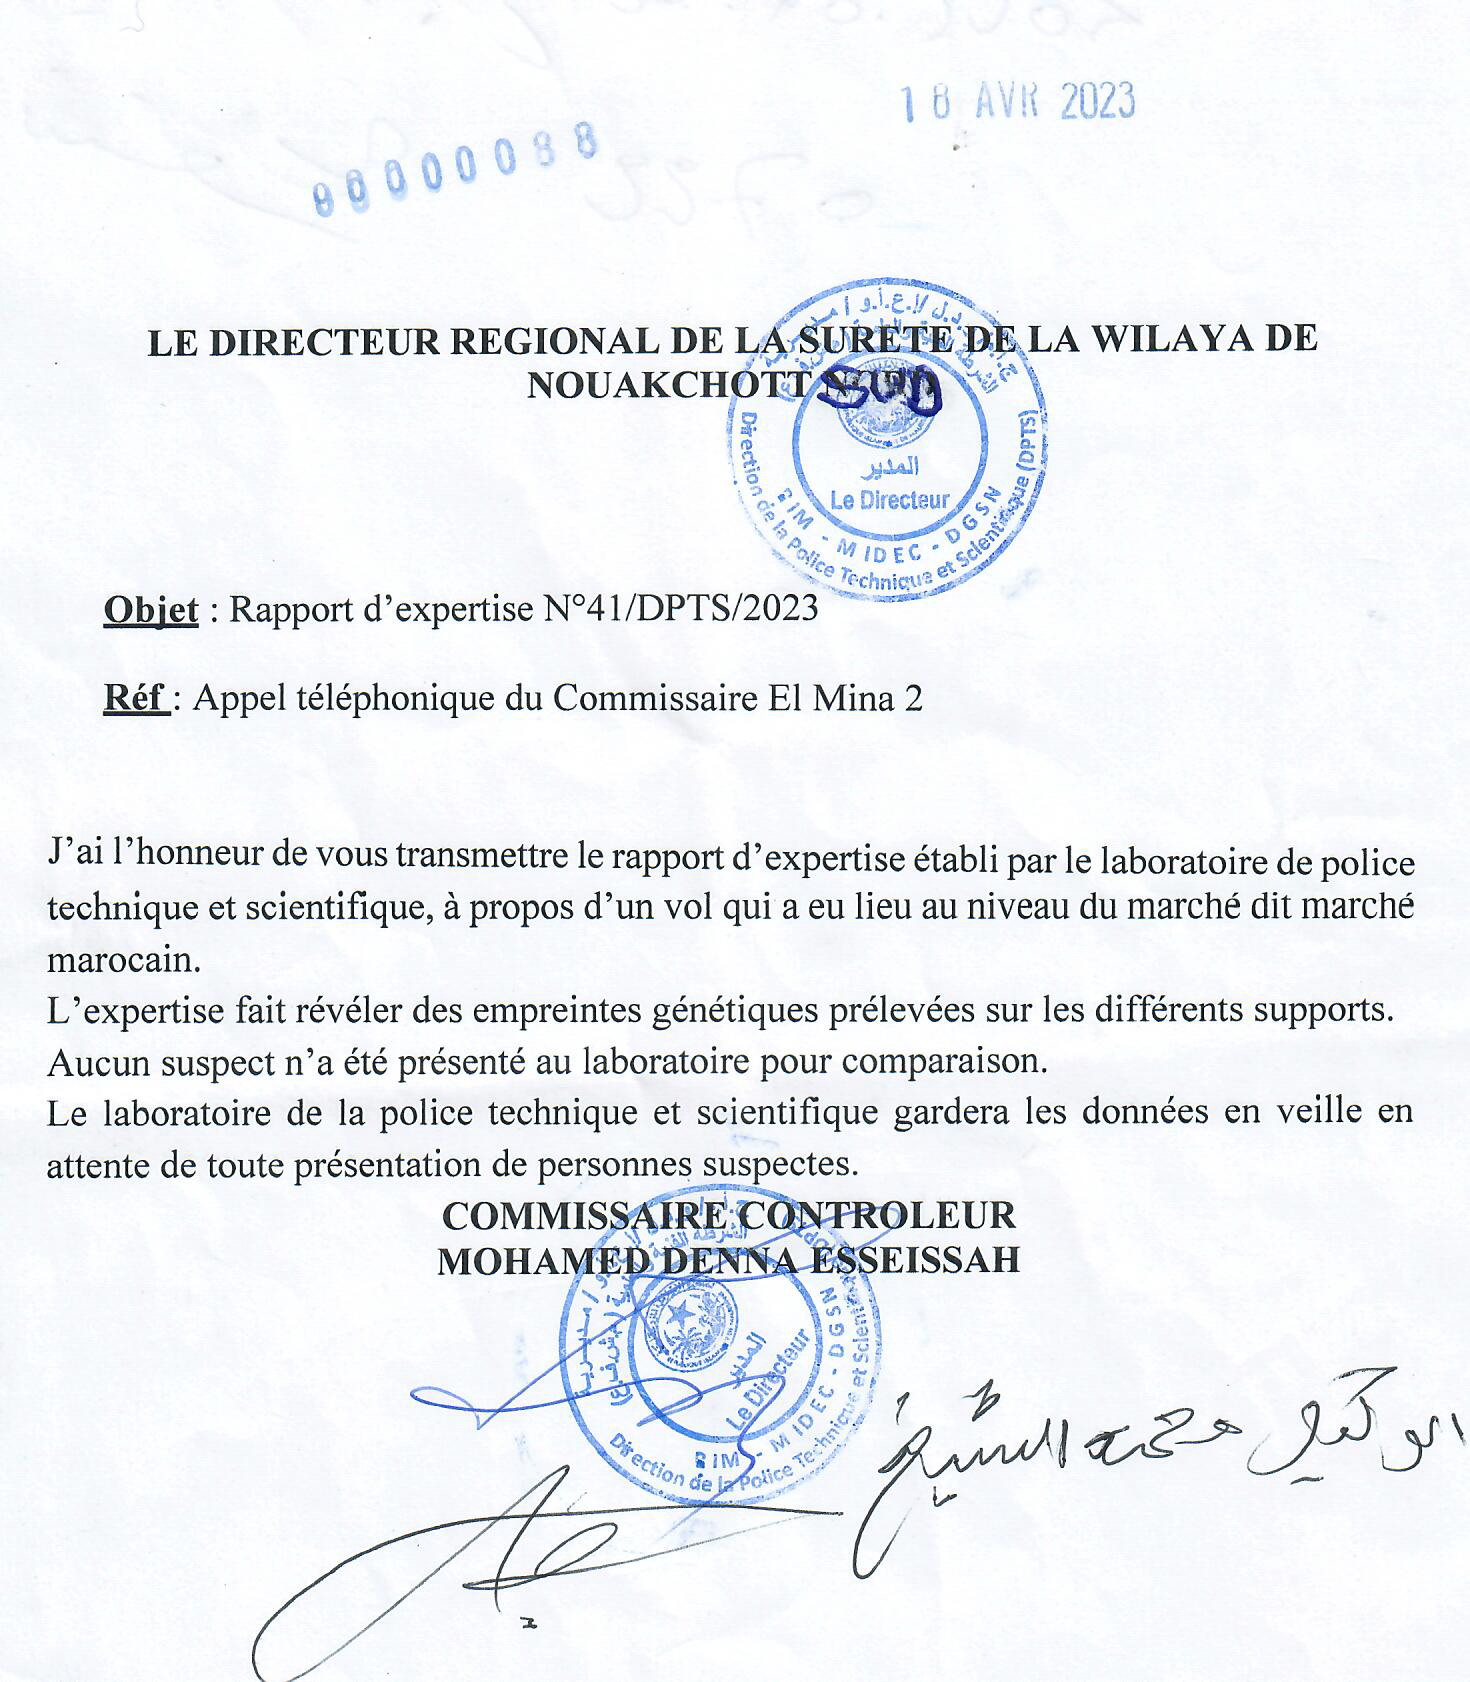 18 AVR 2023
00000088
LE DIRECTEUR REGIONAL DE LA SURETE DE LA WILAYA DE
NOUAKCHOTT SUD
المدير
Le Directeur
RIM - MIDEC - DGSN
Direction de la Police Technique et Scientifique (DPTS)
Objet : Rapport d’expertise N°41/DPTS/2023
Réf : Appel téléphonique du Commissaire El Mina 2
J’ai l’honneur de vous transmettre le rapport d’expertise établi par le laboratoire de police
technique et scientifique, à propos d’un vol qui a eu lieu au niveau du marché dit marché
marocain.
L’expertise fait révéler des empreintes génétiques prélevées sur les différents supports.
Aucun suspect n’a été présenté au laboratoire pour comparaison.
Le laboratoire de la police technique et scientifique gardera les données en veille en
attente de toute présentation de personnes suspectes.
COMMISSAIRE CONTROLEUR
MOHAMED DENNA ESSEISSAH
المدير
Le Directeur
RIM - MIDEC - DGSN
Direction de la Police Technique et Scientifique
محمد